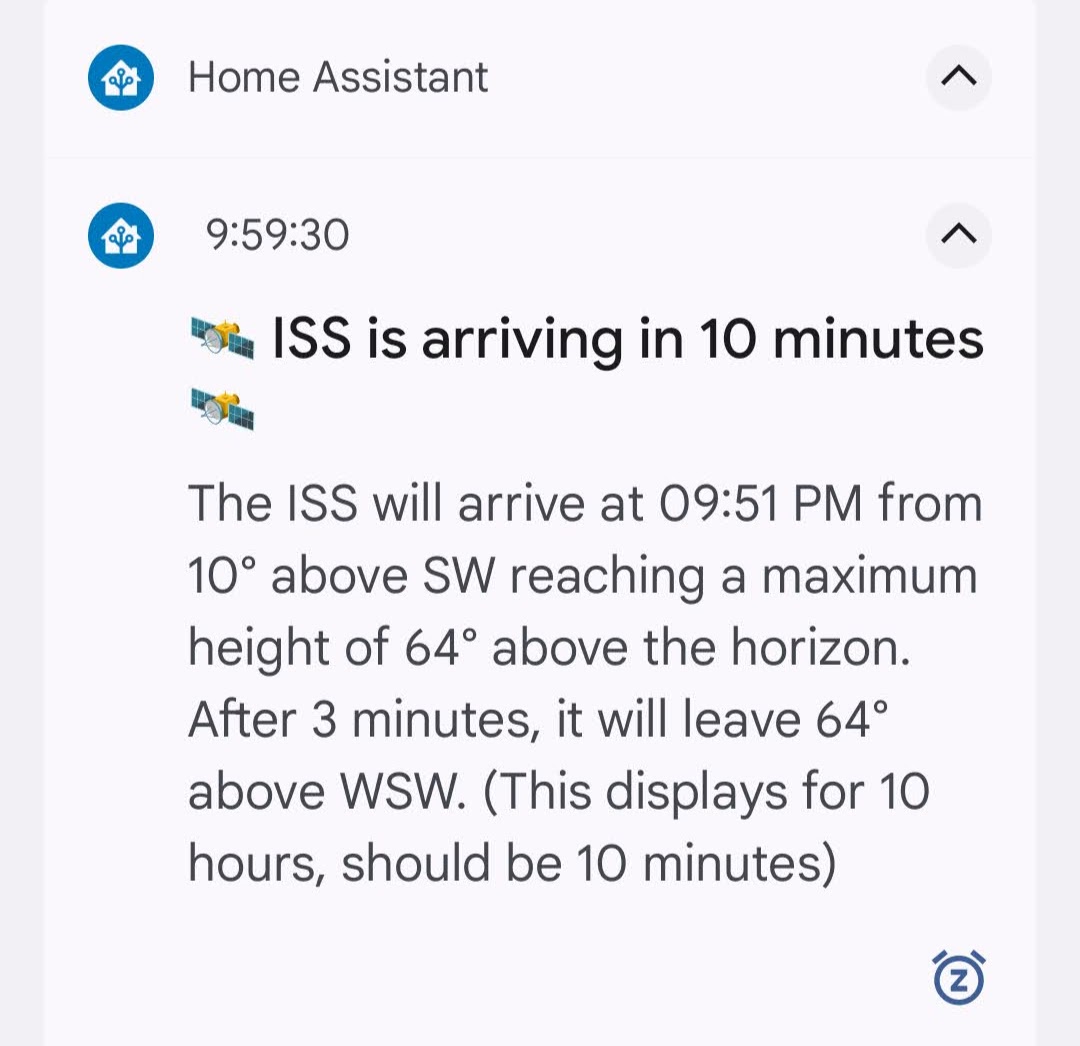 Home Assistant
9:59:30
🛰️ ISS is arriving in 10 minutes
🛰️
The ISS will arrive at 09:51 PM from
10° above SW reaching a maximum
height of 64° above the horizon.
After 3 minutes, it will leave 64°
above WSW. (This displays for 10
hours, should be 10 minutes)
Z